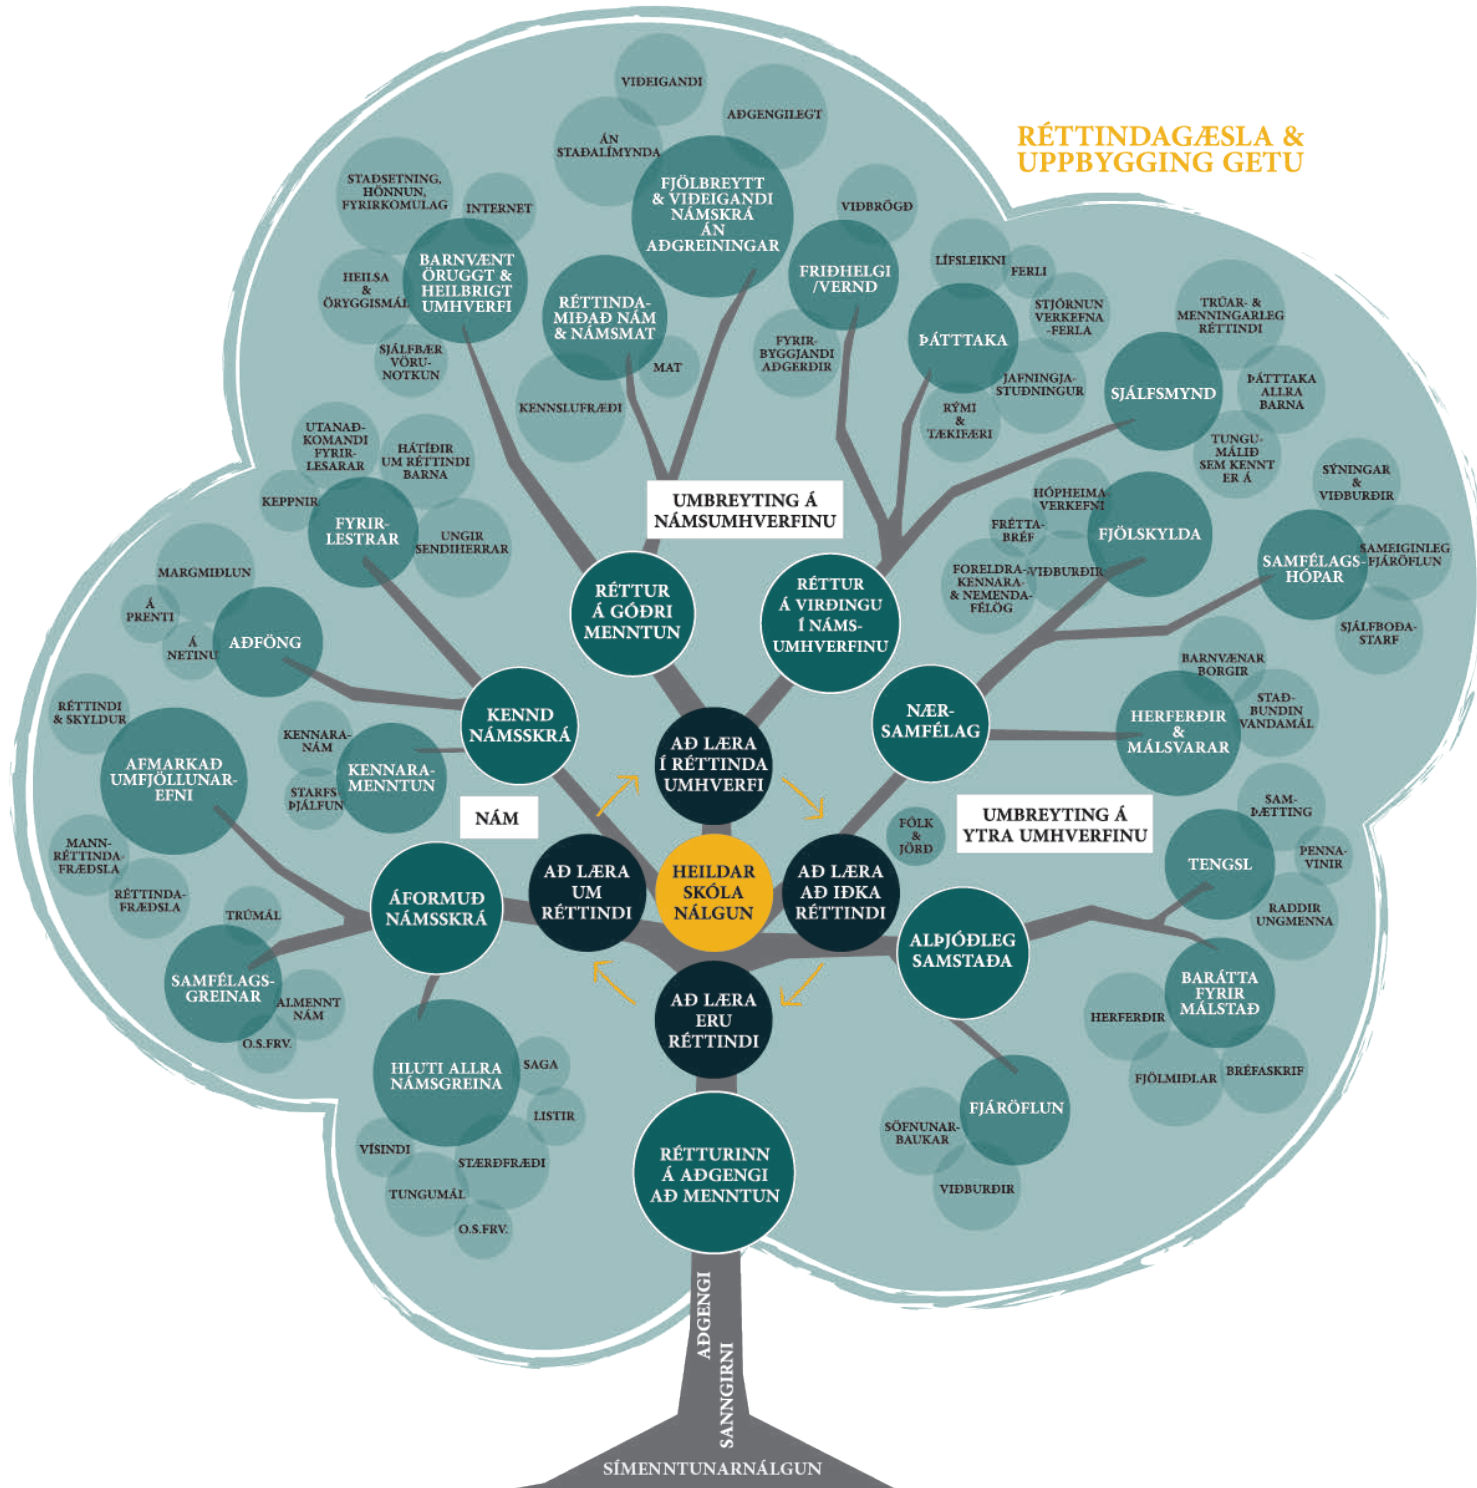 RÉTTINDAGÆSLA &
UPPBYGGING GETU
VIÐEIGANDI
AÐGENGILEGT
ÁN
STAÐALÍMYNDA
FJÖLBREYTT
& VIÐEIGANDI
NÁMSKRÁ
ÁN
AÐGREININGAR
STAÐSETNING,
HÖNNUN,
FYRIRKOMULAG
INTERNET
BARNVÆNT
ÖRUGGT &
HEILBRIGT
UMHVERFI
HEILSA
&
ÖRYGGISMÁL
SJÁLFBÆR
VÖRU-
NOTKUN
RÉTTINDA-
MIÐAÐ NÁM
& NÁMSMAT
MAT
KENNSLUFRÆÐI
VIÐBRÖGÐ
FRIÐHELGI
/VERND
FYRIR-
BYGGJANDI
AÐGERÐIR
LÍFSLEIKNI
FERLI
STJÓRNUN
VERKEFNA
-FERLA
ÞÁTTTAKA
JAFNINGJA-
STUÐNINGUR
RÝMI
&
TÆKIFÆRI
TRÚAR- &
MENNINGARLEG
RÉTTINDI
SJÁLFSMYND
ÞÁTTTAKA
ALLRA
BARNA
TUNGU-
MÁLIÐ
SEM KENNT
ER Á
UTANAÐ-
KOMANDI
FYRIR-
LESARAR
HÁTÍÐIR
UM RÉTTINDI
BARNA
KEPPNIR
FYRIR-
LESTRAR
UNGIR
SENDIHERRAR
UMBREYTING Á
NÁMSUMHVERFINU
HÓPHEIMA-
VERKEFNI
FRÉTTA-
BRÉF
FJÖLSKYLDA
FORELDRA-
KENNARA-
& NEMENDA-
FÉLÖG
VIÐBURÐIR
SÝNINGAR
&
VIÐBURÐIR
SAMFÉLAGS-
HÓPAR
SAMEIGINLEG
FJÁRÖFLUN
SJÁLFBOÐA-
STARF
MARGMIÐLUN
Á
PRENTI
Á
NETINU
AÐFÖNG
RÉTTUR
Á GÓÐRI
MENNTUN
RÉTTUR
Á VIRÐINGU
Í NÁMS-
UMHVERFINU
BARNVÆNAR
BORGIR
STAÐ-
BUNDIN
VANDAMÁL
HERFERÐIR
&
MÁLSVARAR
NÆR-
SAMFÉLAG
KENND
NÁMSSKRÁ
RÉTTINDI
& SKYLDUR
KENNARA-
NÁM
KENNARA-
MENNTUN
STARFS-
ÞJÁLFUN
AFMARKAÐ
UMFJÖLLUNAR-
EFNI
AÐ LÆRA
Í RÉTTINDA
UMHVERFI
NÁM
UMBREYTING Á
YTRA UMHVERFINU
FÓLK
&
JÖRÐ
SAM-
ÞÆTTING
PENNA-
VINIR
TENGSL
RADDIR
UNGMENNA
MANN-
RÉTTINDA-
FRÆÐSLA
RÉTTINDA-
FRÆÐSLA
TRÚMÁL
ÁFORMUÐ
NÁMSSKRÁ
AÐ LÆRA
UM
RÉTTINDI
HEILDAR
SKÓLA
NÁLGUN
AÐ LÆRA
AÐ IÐKA
RÉTTINDI
ALÞJÓÐLEG
SAMSTAÐA
SAMFÉLAGS-
GREINAR
ALMENNT
NÁM
O.S.FRV.
AÐ LÆRA
ERU
RÉTTINDI
BARÁTTA
FYRIR
MÁLSTAÐ
HERFERÐIR
FJÖLMIÐLAR
BRÉFASKRIF
HLUTI ALLRA
NÁMSGREINA
SAGA
LISTIR
VÍSINDI
STÆRÐFRÆÐI
TUNGUMÁL
O.S.FRV.
FJÁRÖFLUN
SÖFNUNAR-
BAUKAR
VIÐBURÐIR
RÉTTURINN
Á AÐGENGI
AÐ MENNTUN
AÐGENGI
SANNGIRNI
SÍMENNTUNARNÁLGUN